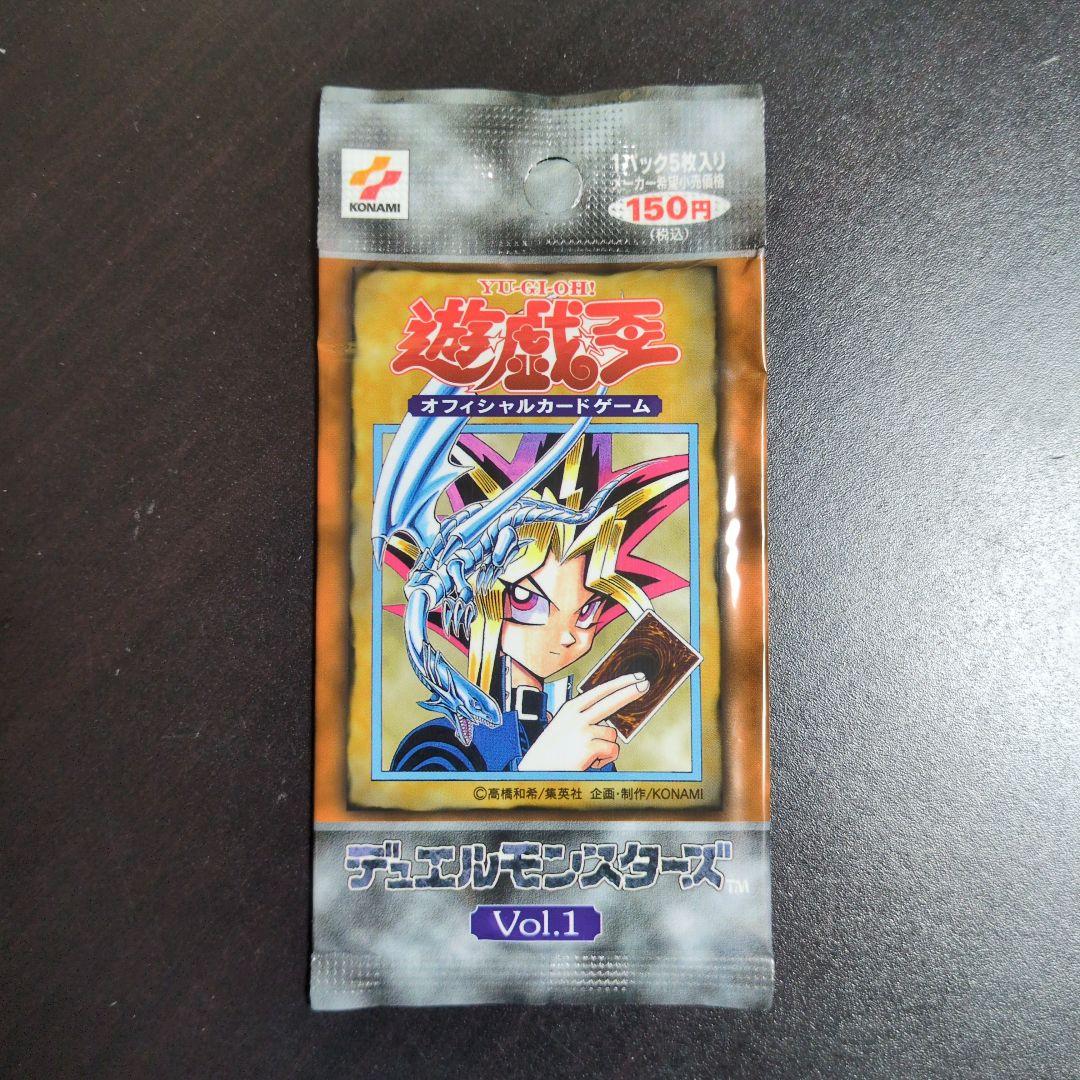 KONAMI
1パック5枚入り
メーカー希望小売価格
150円
(税込)
YU-GI-OH!
遊戯王
オフィシャルカードゲーム
©高橋和希/集英社 企画・制作/KONAMI
デュエルモンスターズ™
Vol.1